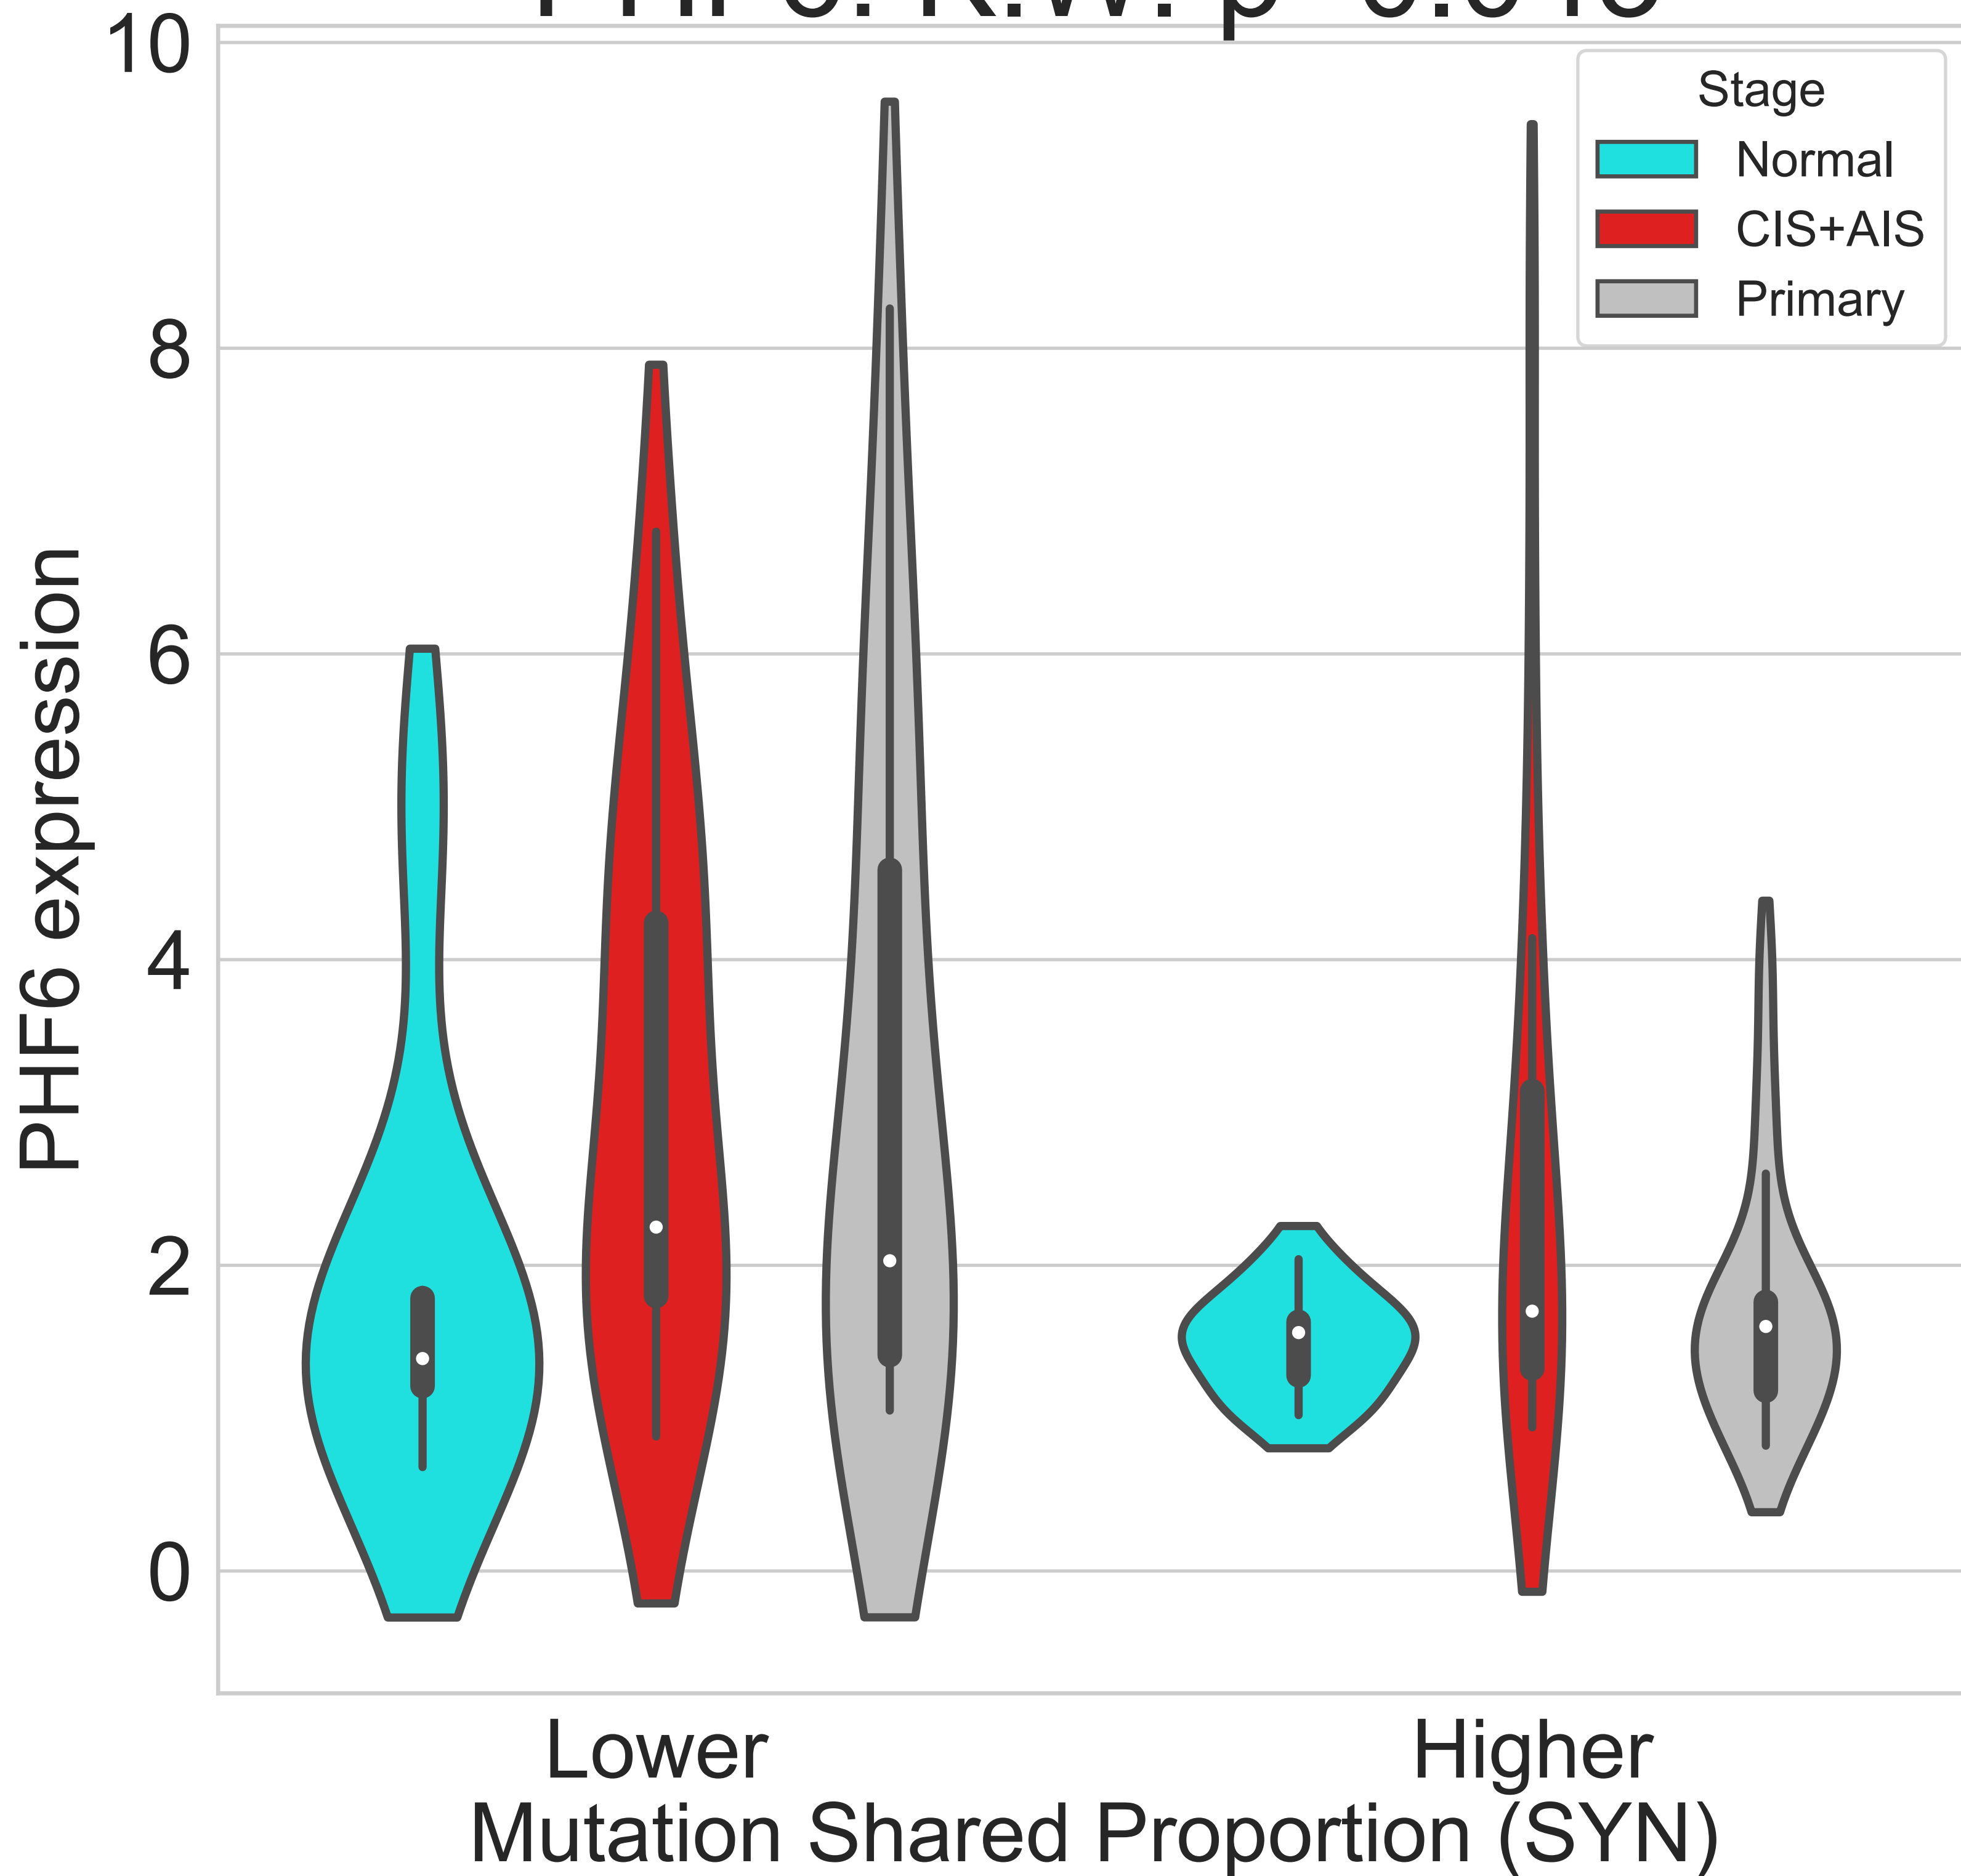 10
Stage
Normal
CIS+AIS
Primary
8
6
4
2
0
PHF6 expression
Lower
Higher
Mutation Shared Proportion (SYN)